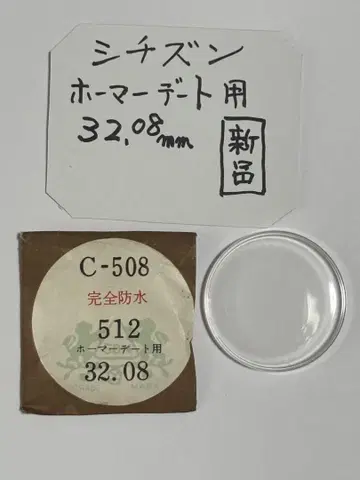 シチズン
ホーマーデート用
32.08mm
新品
C-508
完全防水
512
ホーマーデート用
32.08